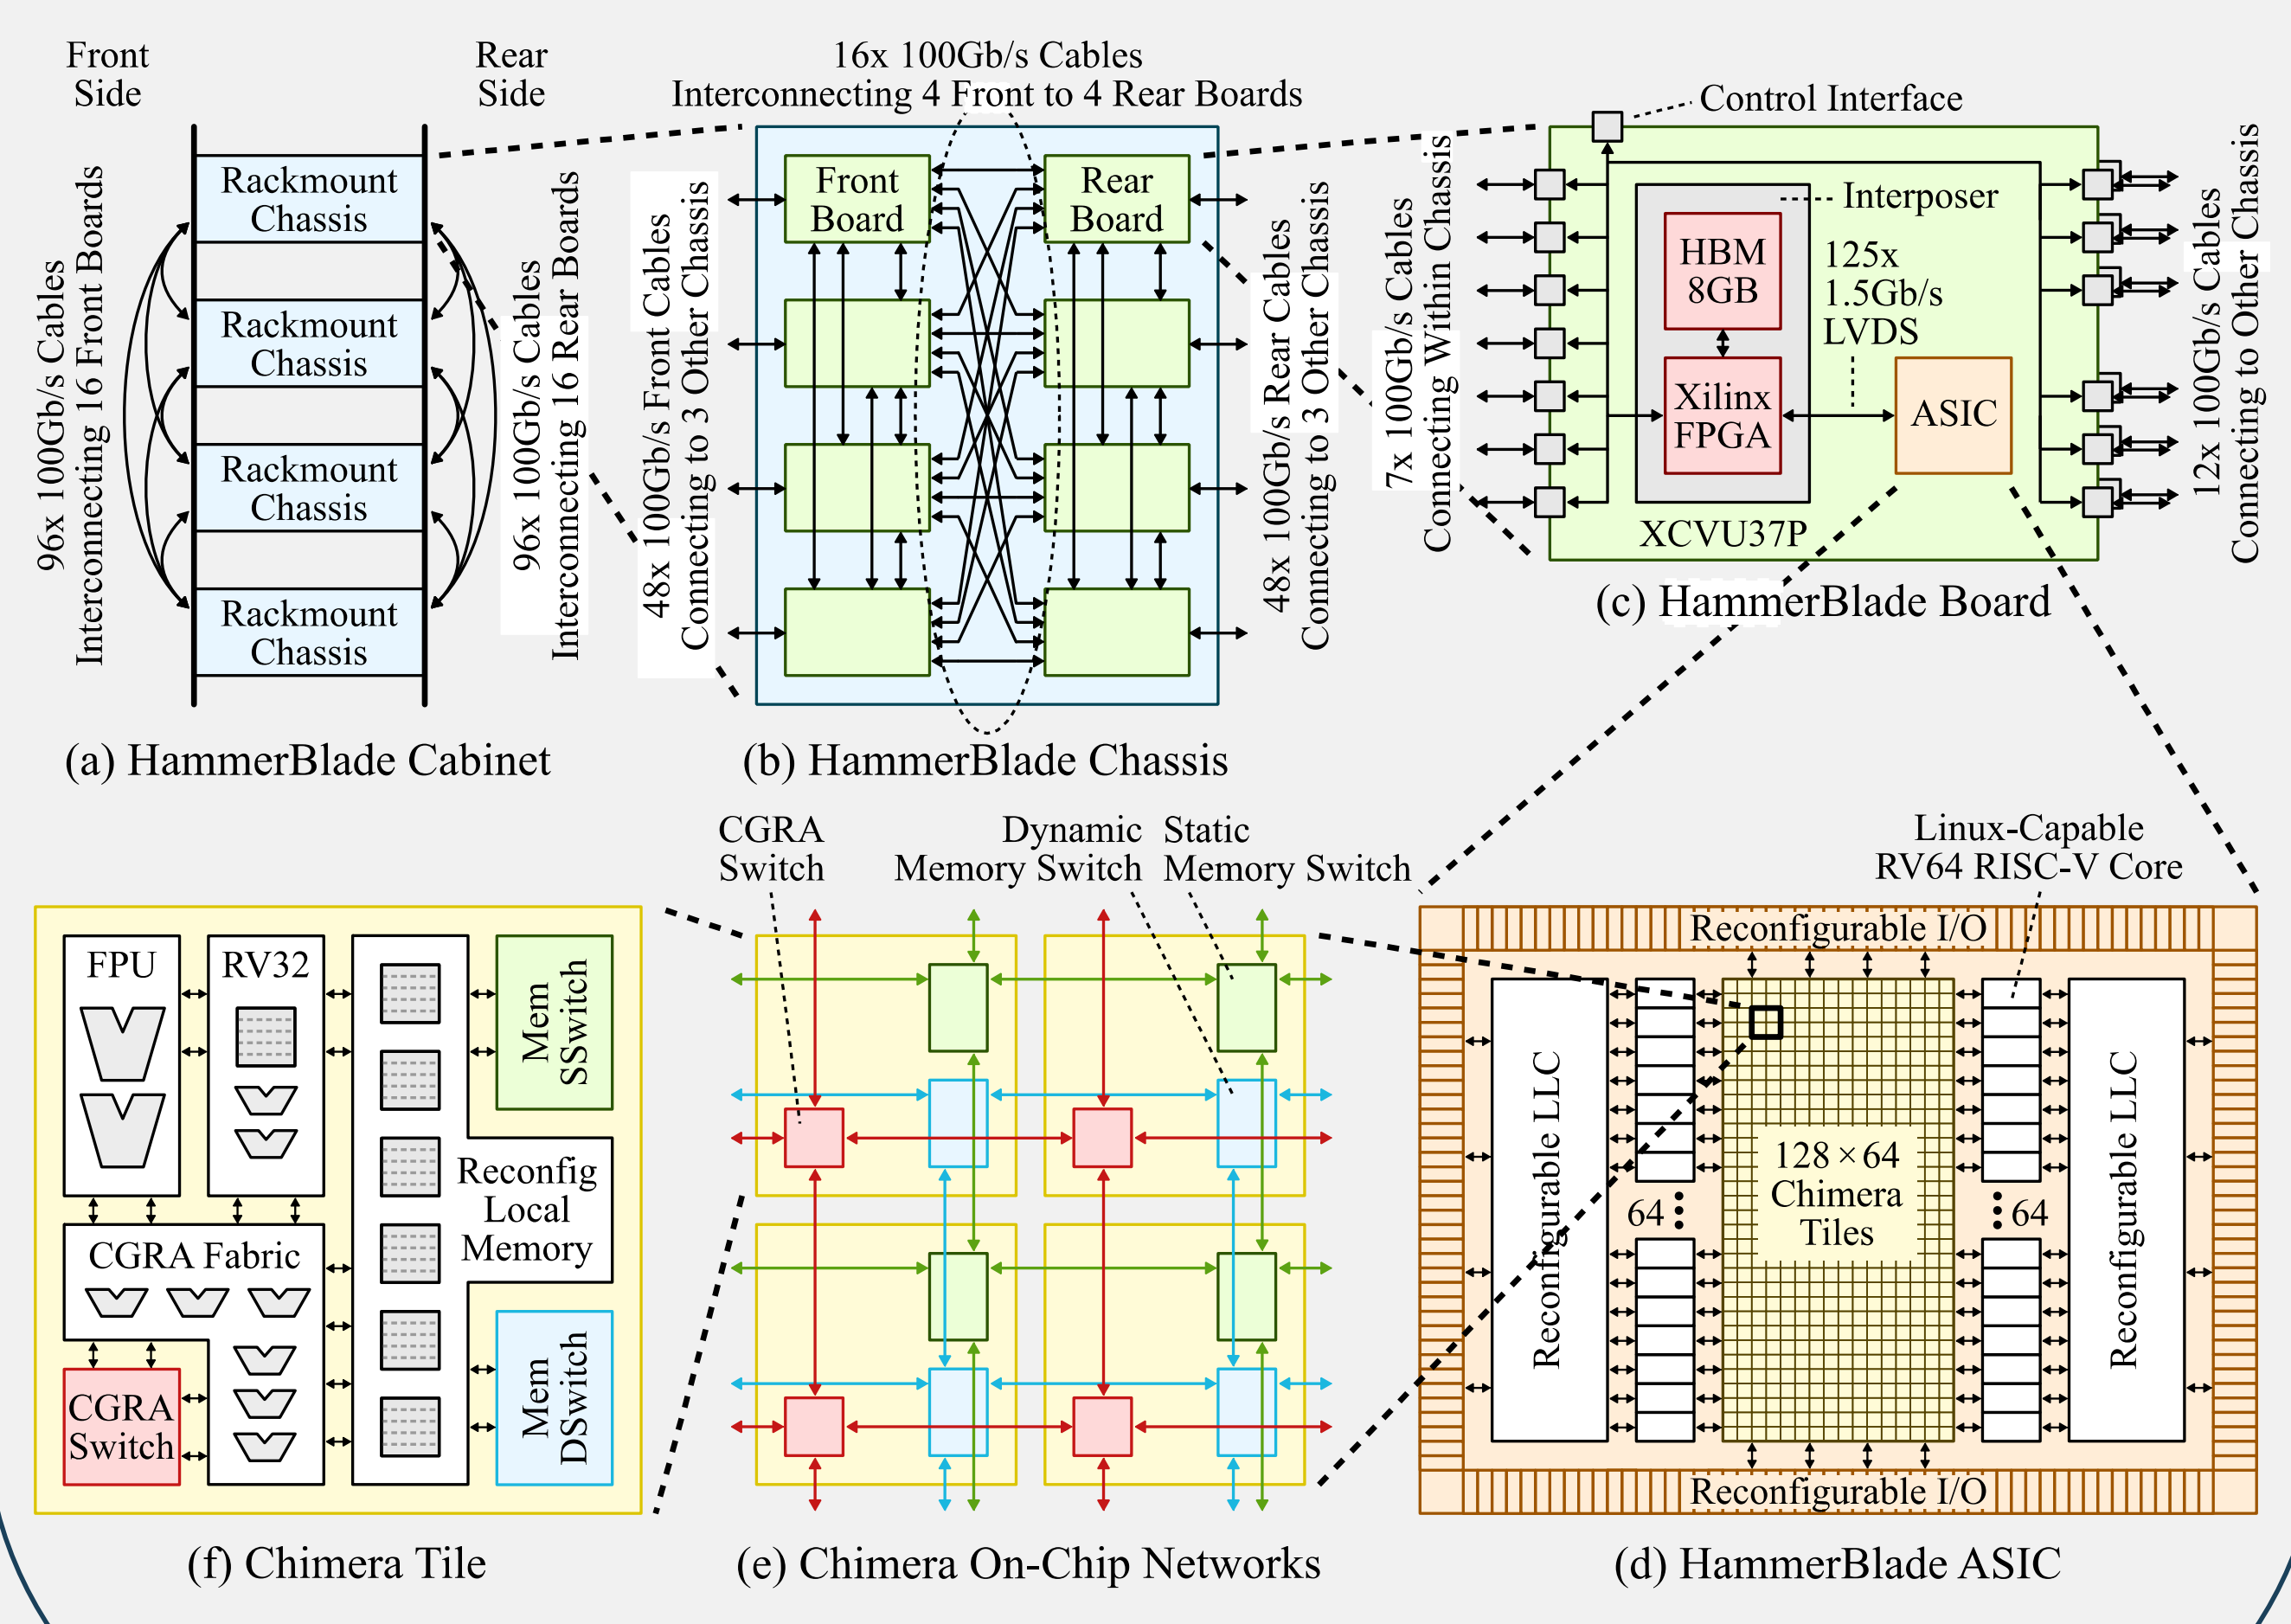 Front
Side
Rear
Side
96x 100Gb/s Cables
Interconnecting 16 Front Boards
Rackmount
Chassis
Rackmount
Chassis
Rackmount
Chassis
Rackmount
Chassis
96x 100Gb/s Cables
Interconnecting 16 Rear Boards
(a) HammerBlade Cabinet
16x 100Gb/s Cables
Interconnecting 4 Front to 4 Rear Boards
48x 100Gb/s Front Cables
Connecting to 3 Other Chassis
Front
Board
Rear
Board
48x 100Gb/s Rear Cables
Connecting to 3 Other Chassis
(b) HammerBlade Chassis
Control Interface
7x 100Gb/s Cables
Connecting Within Chassis
Interposer
HBM
8GB
125x
1.5Gb/s
LVDS
Xilinx
FPGA
ASIC
XCVU37P
12x 100Gb/s Cables
Connecting to Other Chassis
(c) HammerBlade Board
FPU
RV32
Mem
SSwitch
Reconfig
Local
Memory
CGRA Fabric
CGRA
Switch
Mem
DSwitch
(f) Chimera Tile
CGRA
Switch
Dynamic
Memory Switch
Static
Memory Switch
(e) Chimera On-Chip Networks
Linux-Capable
RV64 RISC-V Core
Reconfigurable I/O
Reconfigurable LLC
64
128 × 64
Chimera
Tiles
64
Reconfigurable LLC
Reconfigurable I/O
(d) HammerBlade ASIC